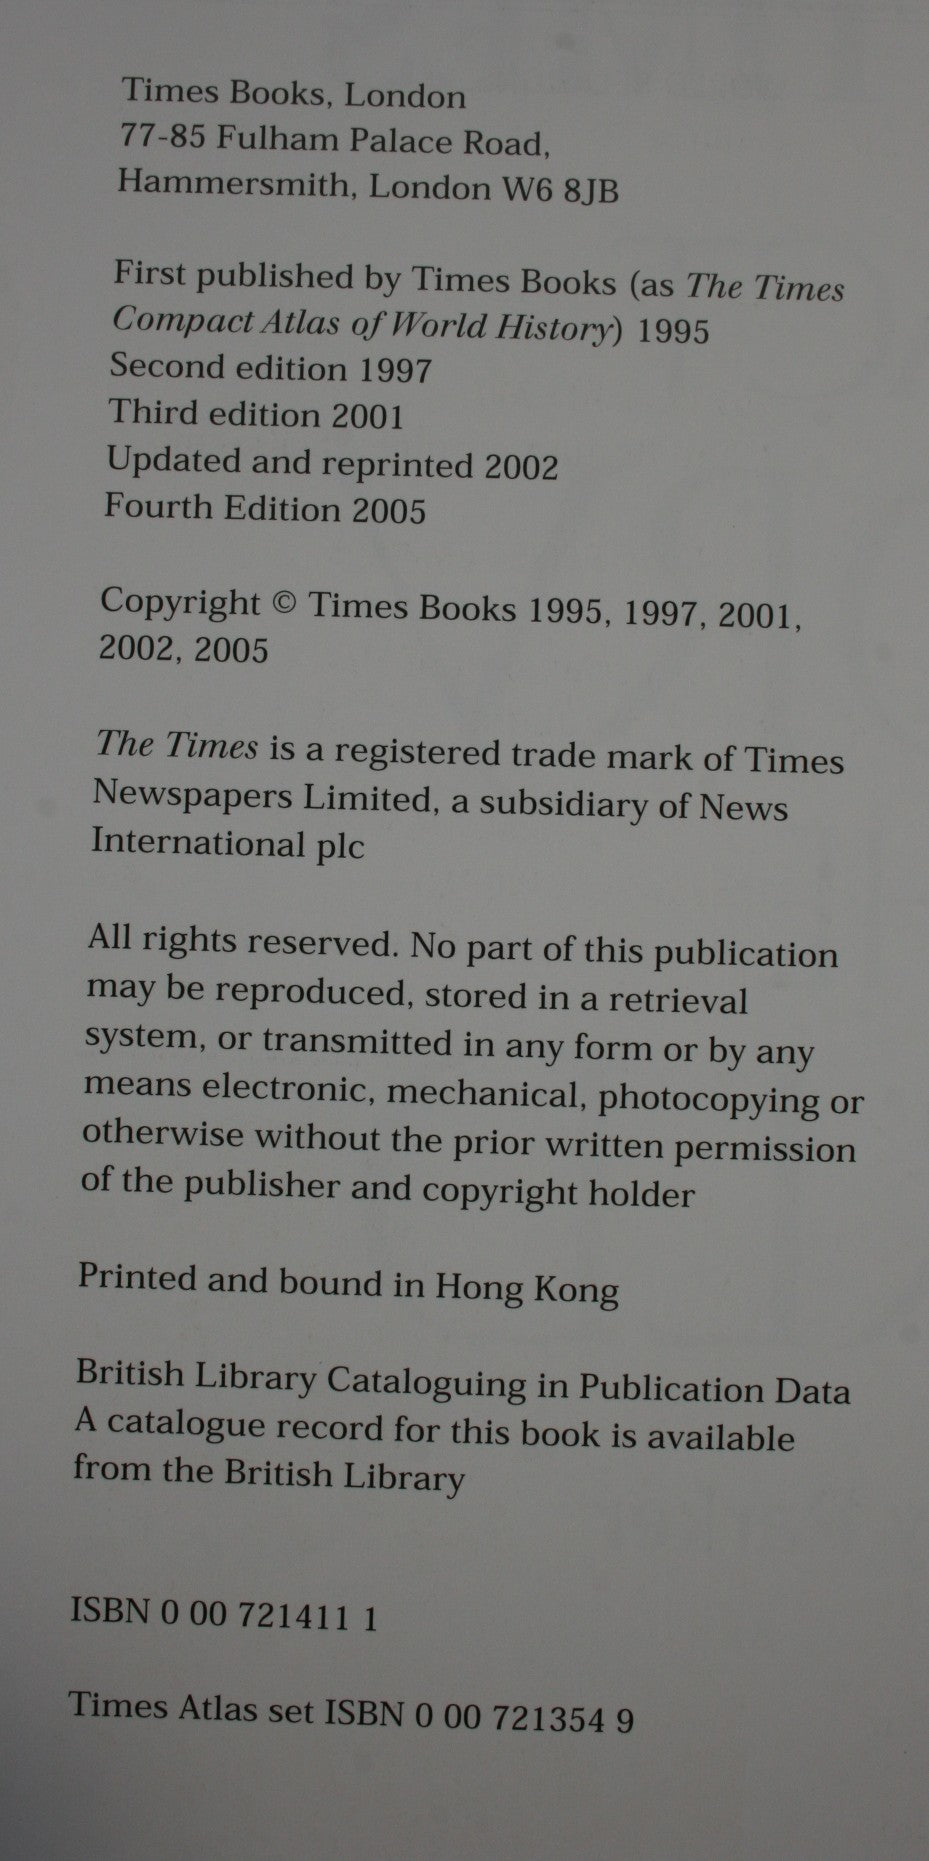 Times Books, London
77-85 Fulham Palace Road,
Hammersmith, London W6 8JB
First published by Times Books (as The Times
Compact Atlas of World History) 1995
Second edition 1997
Third edition 2001
Updated and reprinted 2002
Fourth Edition 2005
Copyright © Times Books 1995, 1997, 2001,
2002, 2005
The Times is a registered trade mark of Times
Newspapers Limited, a subsidiary of News
International plc
All rights reserved. No part of this publication
may be reproduced, stored in a retrieval
system, or transmitted in any form or by any
means electronic, mechanical, photocopying or
otherwise without the prior written permission
of the publisher and copyright holder
Printed and bound in Hong Kong
British Library Cataloguing in Publication Data
A catalogue record for this book is available
from the British Library
ISBN 0 00 721411 1
Times Atlas set ISBN 0 00 721354 9